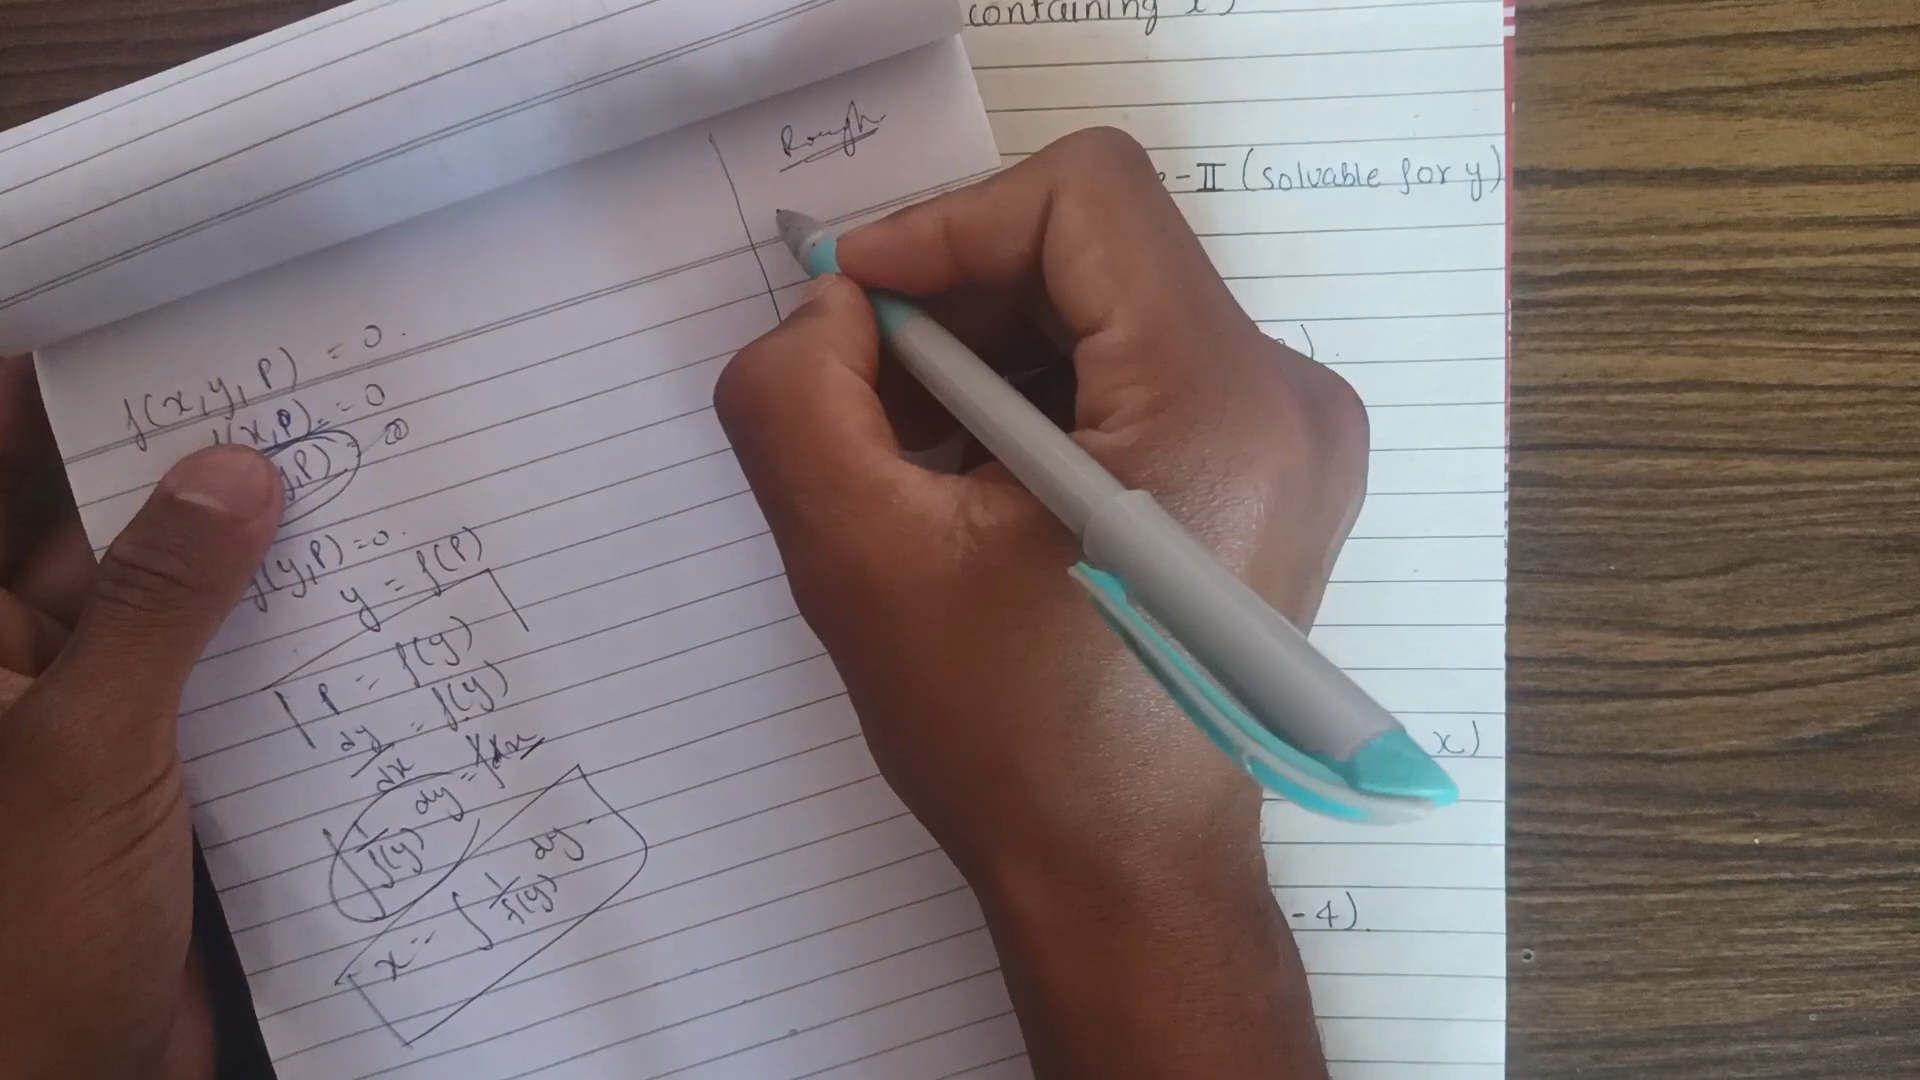 containing x)
Rough
-II (solvable for y)
f(x,y,P) = 0.
(x,P) = 0
y,P) =
f(y,P)=0.
y = f(P)
P = f(y)
dy/dx = f(y)
x)
∫ 1/f(y) dy = ∫dx
x = ∫ 1/f(y) dy.
-4).